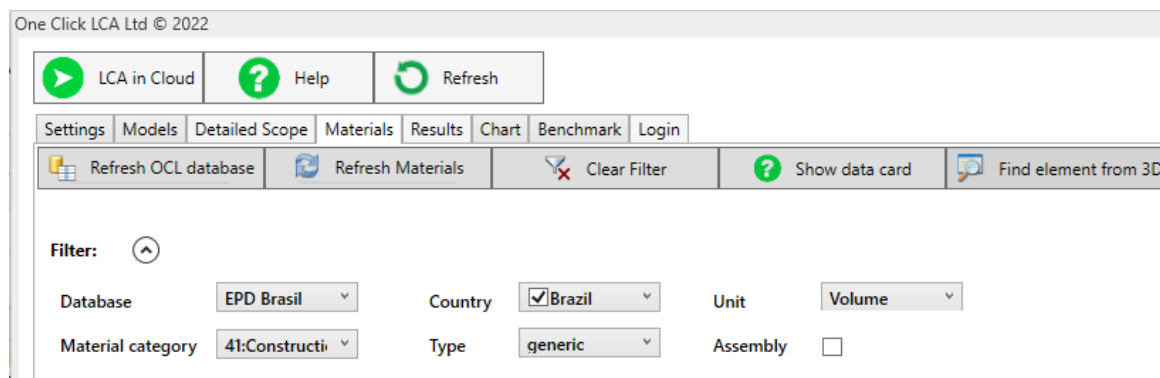 One Click LCA Ltd © 2022
LCA in Cloud Help Refresh
Settings Models Detailed Scope Materials Results Chart Benchmark Login
Refresh OCL database Refresh Materials Clear Filter Show data card Find element from 3D
Filter:
Database EPD Brasil Country Brazil Unit Volume
Material category 41:Constructi Type generic Assembly